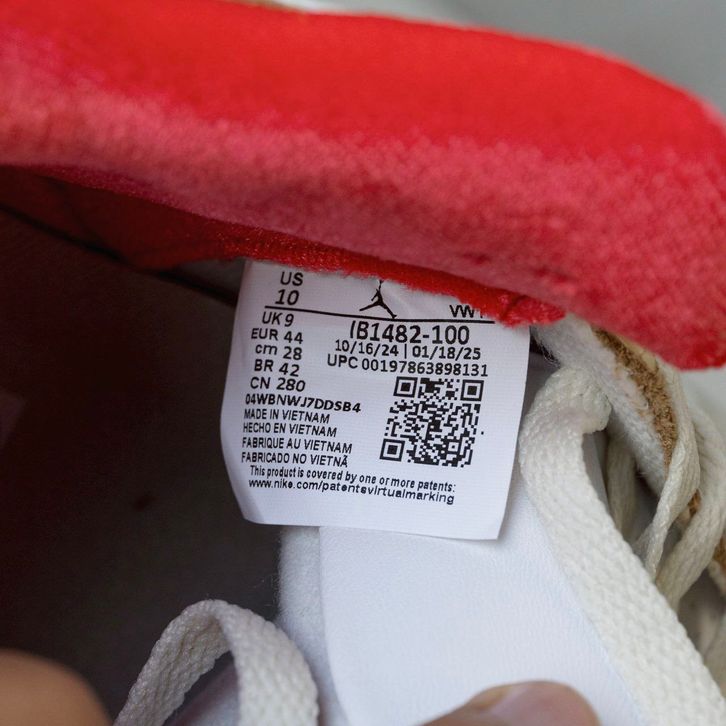 US
10
UK 9
IB1482-100
EUR 44
10/16/24 | 01/18/25
cm 28
UPC 00197863898131
BR 42
CN 280
04WBNWJ7DDSB4
MADE IN VIETNAM
HECHO EN VIETNAM
FABRIQUE AU VIETNAM
FABRICADO NO VIETNÃ
This product is covered by one or more patents:
www.nike.com/patentsvirtualmarking